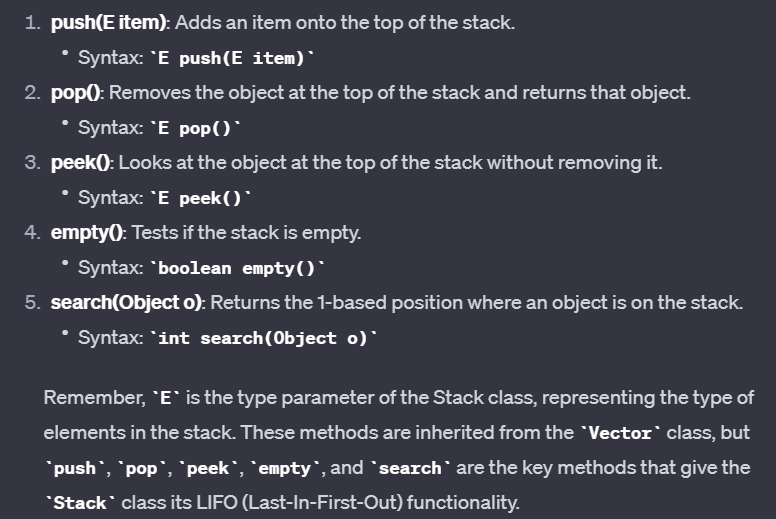 1. push(E item): Adds an item onto the top of the stack.
• Syntax: `E push(E item)`
2. pop(): Removes the object at the top of the stack and returns that object.
• Syntax: `E pop()`
3. peek(): Looks at the object at the top of the stack without removing it.
• Syntax: `E peek()`
4. empty(): Tests if the stack is empty.
• Syntax: `boolean empty()`
5. search(Object o): Returns the 1-based position where an object is on the stack.
• Syntax: `int search(Object o)`
Remember, `E` is the type parameter of the Stack class, representing the type of
elements in the stack. These methods are inherited from the `Vector` class, but
`push`, `pop`, `peek`, `empty`, and `search` are the key methods that give the
`Stack` class its LIFO (Last-In-First-Out) functionality.